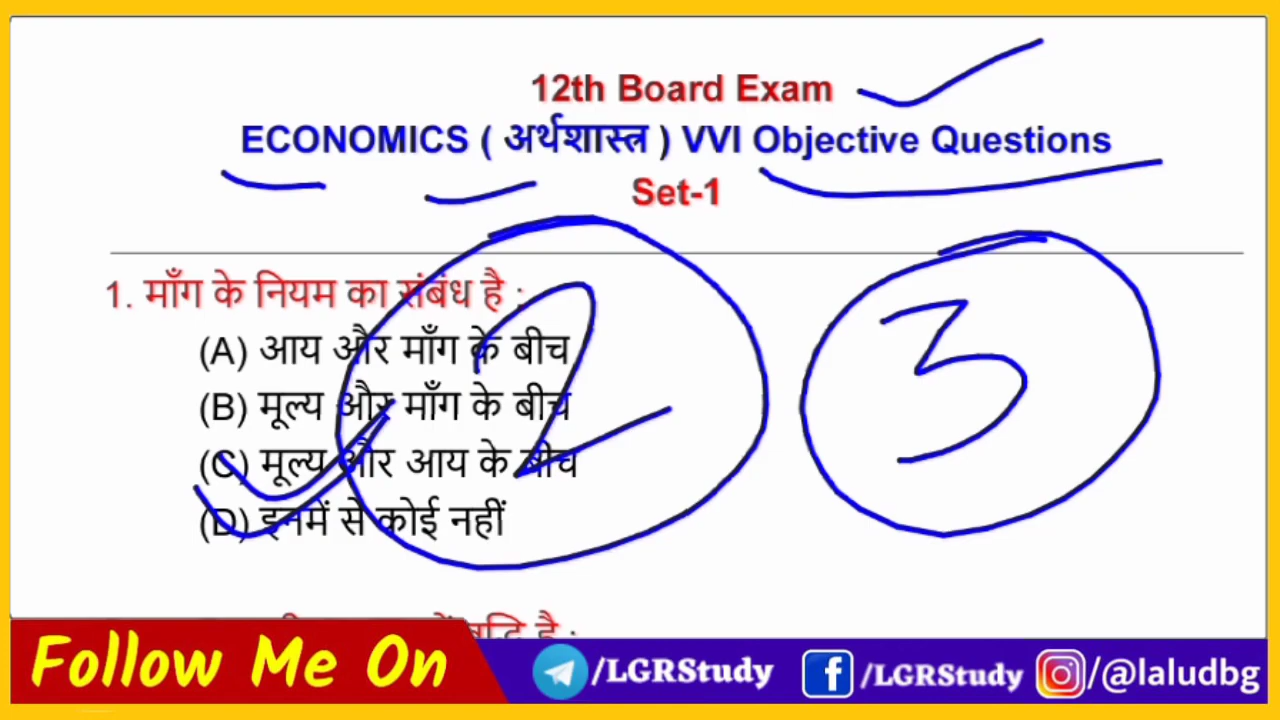 12th Board Exam
ECONOMICS ( अर्थशास्त्र ) VVI Objective Questions
Set-1
1. माँग के नियम का संबंध है :
(A) आय और माँग के बीच
(B) मूल्य और माँग के बीच
(C) मूल्य और आय के बीच
(D) इनमें से कोई नहीं
2
3
में वृद्धि है :
Follow Me On
/LGRStudy
/LGRStudy
/@laludbg